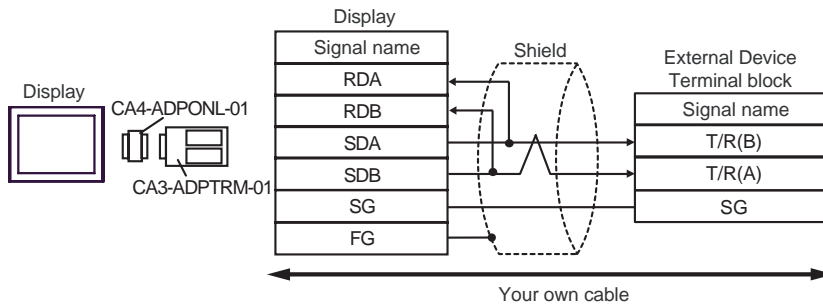 Display
CA4-ADPONL-01
CA3-ADPTRM-01
Display
Signal name
RDA
RDB
SDA
SDB
SG
FG
Shield
External Device
Terminal block
Signal name
T/R(B)
T/R(A)
SG
Your own cable